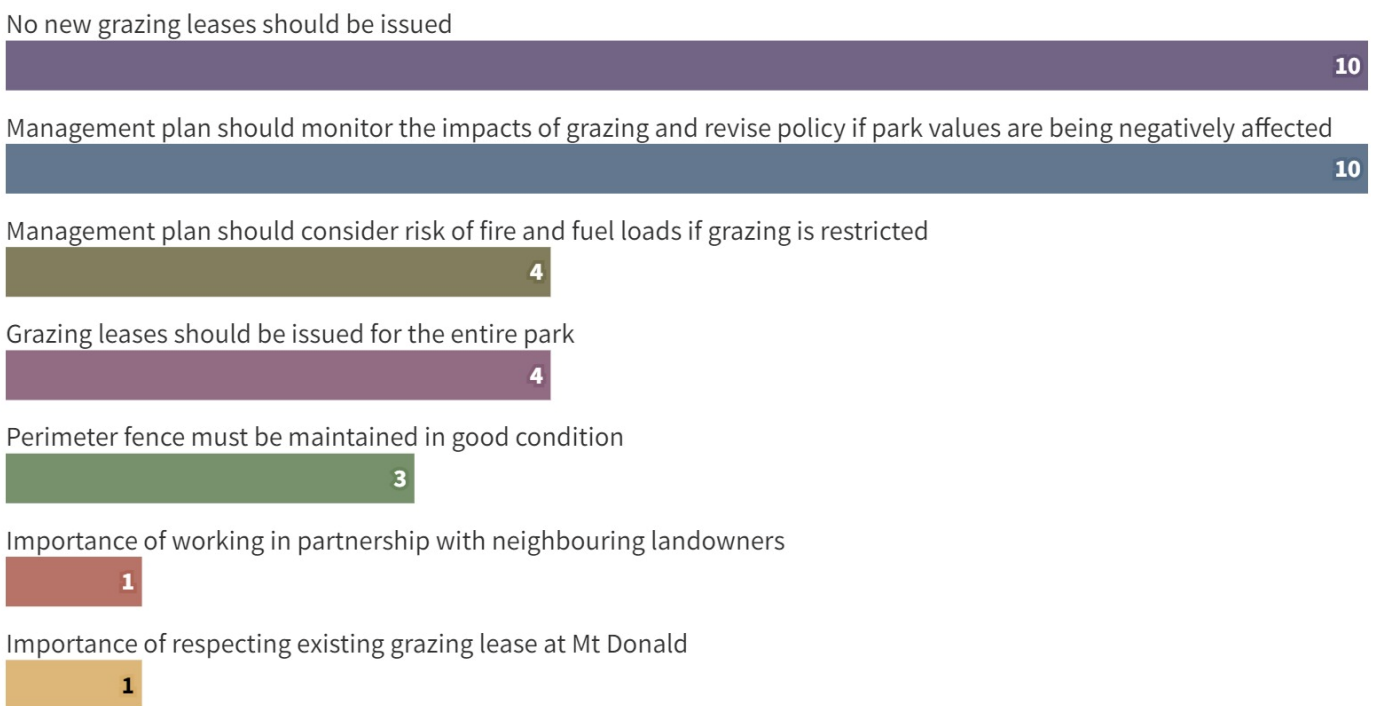 No new grazing leases should be issued
10
Management plan should monitor the impacts of grazing and revise policy if park values are being negatively affected
10
Management plan should consider risk of fire and fuel loads if grazing is restricted
4
Grazing leases should be issued for the entire park
4
Perimeter fence must be maintained in good condition
3
Importance of working in partnership with neighbouring landowners
1
Importance of respecting existing grazing lease at Mt Donald
1